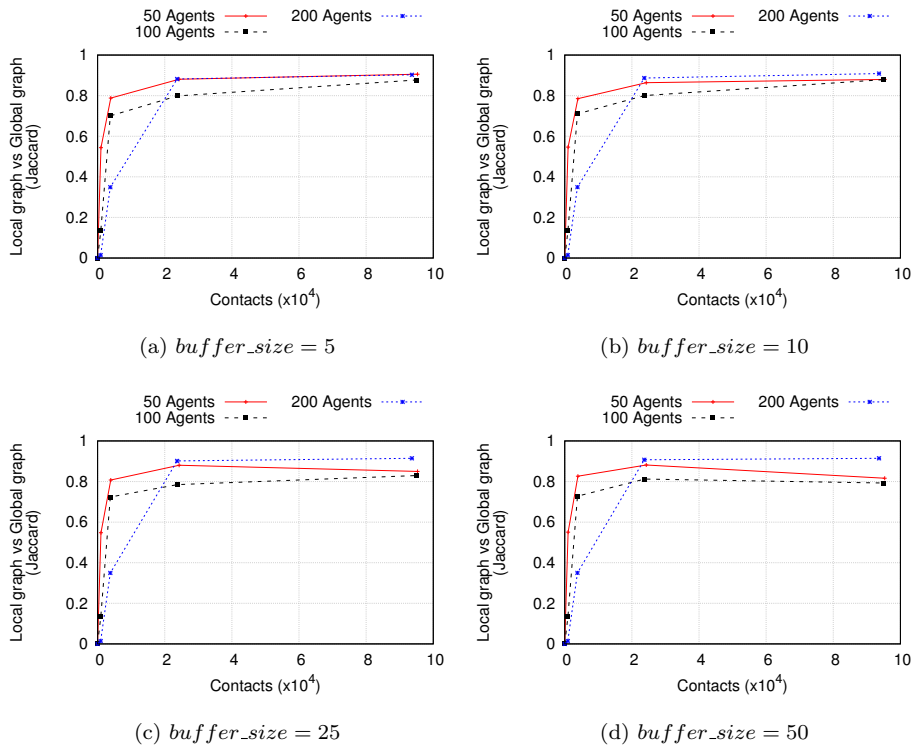 50 Agents
200 Agents
100 Agents
1
0.8
0.6
0.4
0.2
0
Local graph vs Global graph
(Jaccard)
0 2 4 6 8 10
Contacts (x10⁴)
(a) buffer_size = 5
50 Agents
200 Agents
100 Agents
1
0.8
0.6
0.4
0.2
0
Local graph vs Global graph
(Jaccard)
0 2 4 6 8 10
Contacts (x10⁴)
(b) buffer_size = 10
50 Agents
200 Agents
100 Agents
1
0.8
0.6
0.4
0.2
0
Local graph vs Global graph
(Jaccard)
0 2 4 6 8 10
Contacts (x10⁴)
(c) buffer_size = 25
50 Agents
200 Agents
100 Agents
1
0.8
0.6
0.4
0.2
0
Local graph vs Global graph
(Jaccard)
0 2 4 6 8 10
Contacts (x10⁴)
(d) buffer_size = 50